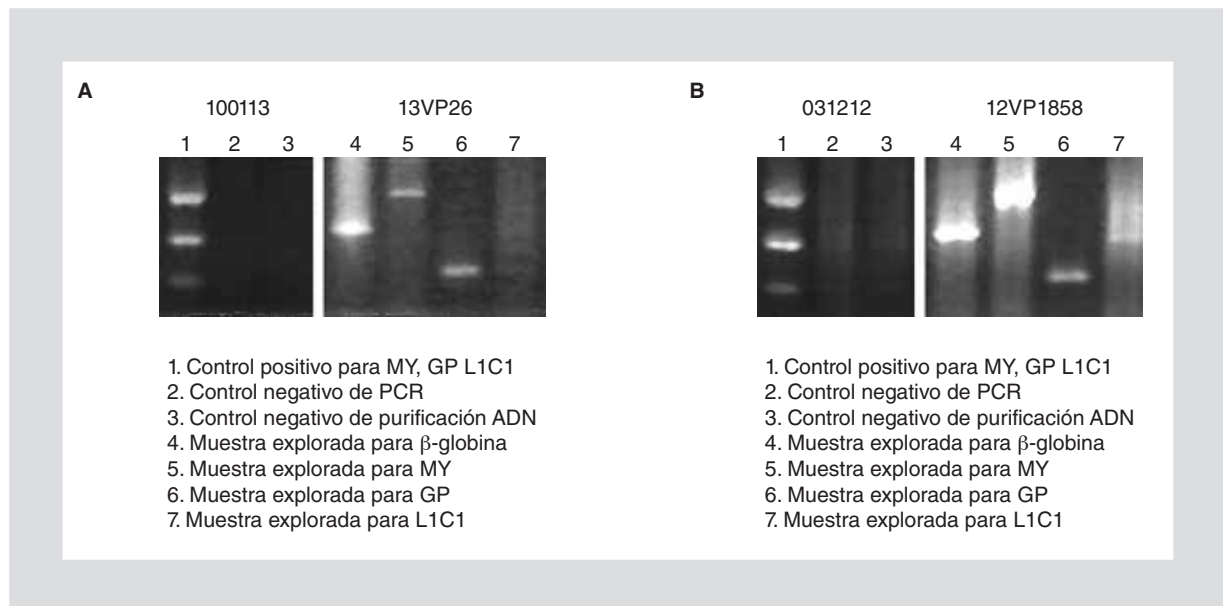 A
100113 13VP26
1 2 3 4 5 6 7
1. Control positivo para MY, GP L1C1
2. Control negativo de PCR
3. Control negativo de purificación ADN
4. Muestra explorada para β-globina
5. Muestra explorada para MY
6. Muestra explorada para GP
7. Muestra explorada para L1C1
B
031212 12VP1858
1 2 3 4 5 6 7
1. Control positivo para MY, GP L1C1
2. Control negativo de PCR
3. Control negativo de purificación ADN
4. Muestra explorada para β-globina
5. Muestra explorada para MY
6. Muestra explorada para GP
7. Muestra explorada para L1C1